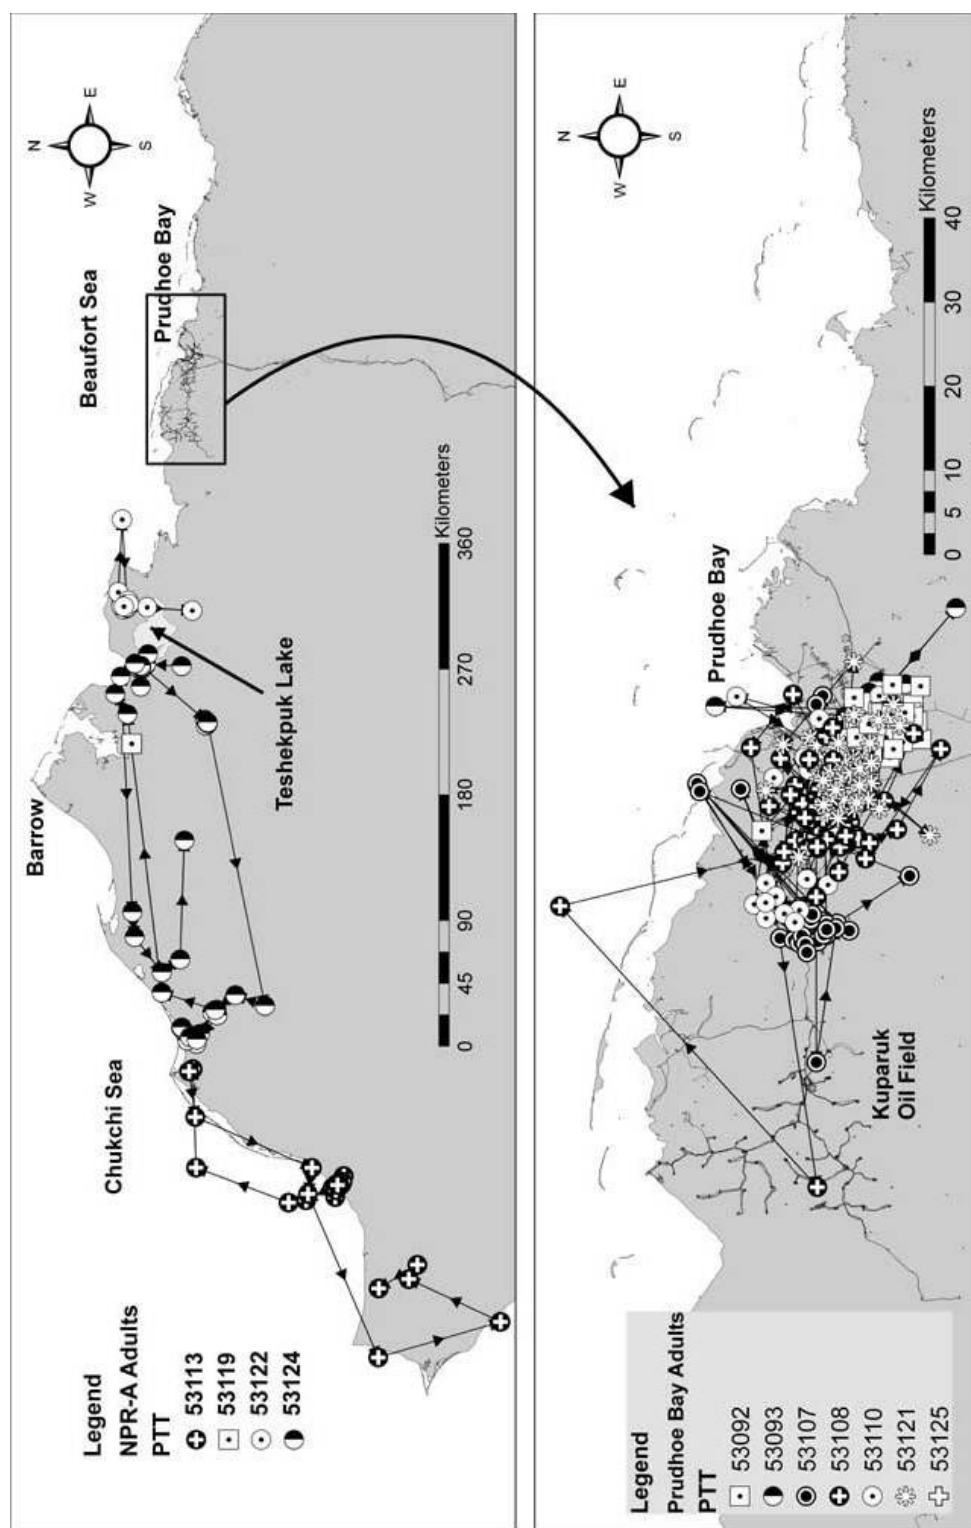 N
W
E
S
Beaufort Sea
Prudhoe Bay
Barrow
Chukchi Sea
Teshekpuk Lake
Legend
NPR-A Adults
PTT
53113
53119
53122
53124
0 45 90 180 270 360
Kilometers
N
W
E
S
Prudhoe Bay
Kuparuk
Oil Field
Legend
Prudhoe Bay Adults
PTT
53092
53093
53107
53108
53110
53121
53125
0 5 10 20 30 40
Kilometers